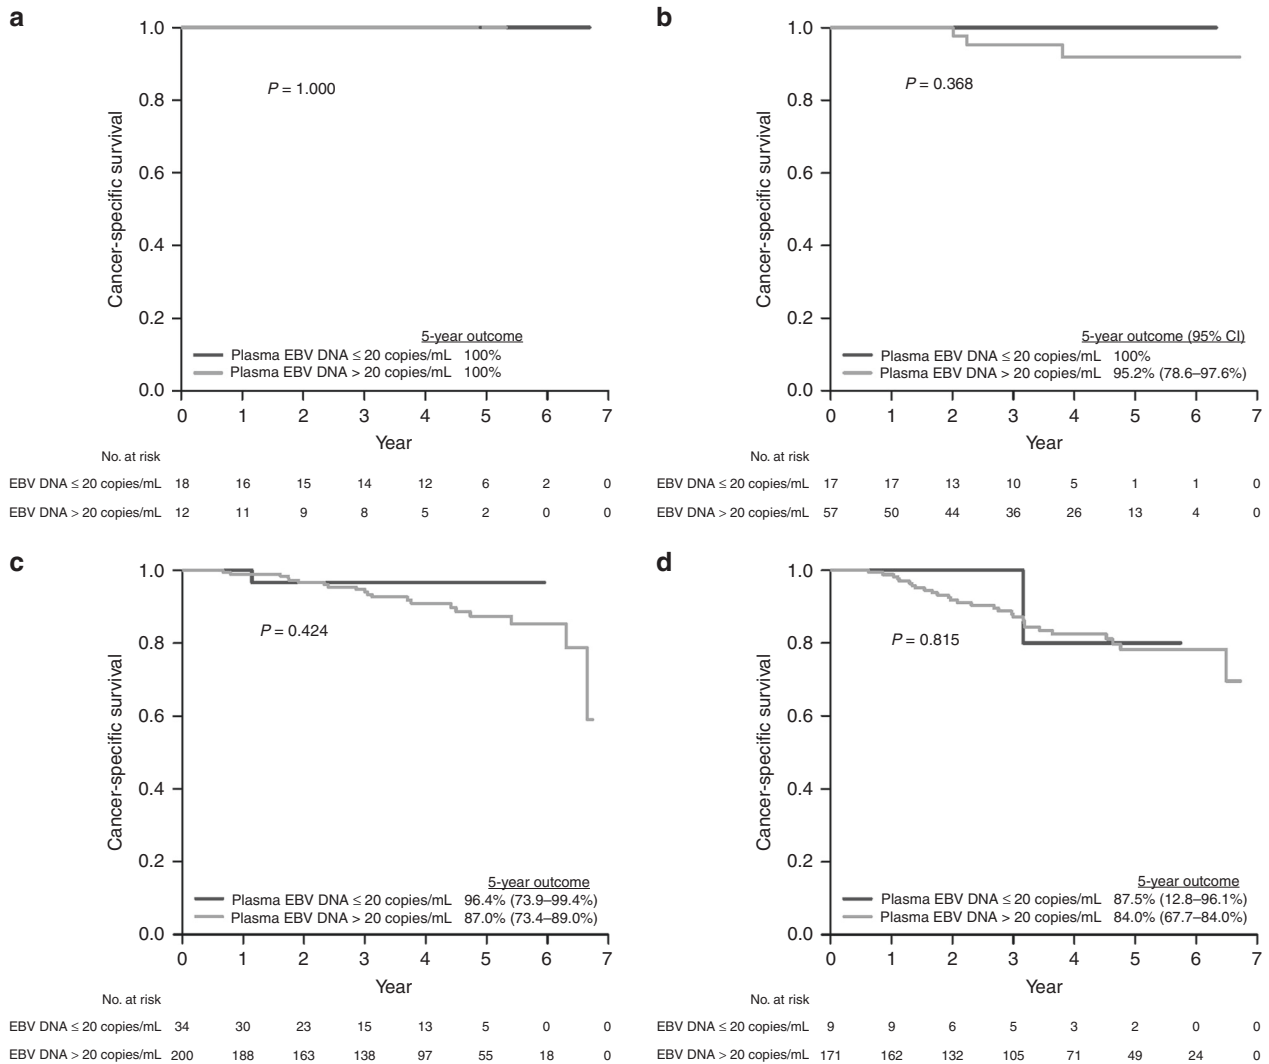 a
1.0
0.8
0.6
0.4
0.2
0.0
Cancer-specific survival
P = 1.000
5-year outcome
Plasma EBV DNA ≤ 20 copies/mL 100%
Plasma EBV DNA > 20 copies/mL 100%
0 1 2 3 4 5 6 7
Year
No. at risk
EBV DNA ≤ 20 copies/mL 18 16 15 14 12 6 2 0
EBV DNA > 20 copies/mL 12 11 9 8 5 2 0 0
b
1.0
0.8
0.6
0.4
0.2
0.0
Cancer-specific survival
P = 0.368
5-year outcome (95% CI)
Plasma EBV DNA ≤ 20 copies/mL 100%
Plasma EBV DNA > 20 copies/mL 95.2% (78.6–97.6%)
0 1 2 3 4 5 6 7
Year
No. at risk
EBV DNA ≤ 20 copies/mL 17 17 13 10 5 1 1 0
EBV DNA > 20 copies/mL 57 50 44 36 26 13 4 0
c
1.0
0.8
0.6
0.4
0.2
0.0
Cancer-specific survival
P = 0.424
5-year outcome
Plasma EBV DNA ≤ 20 copies/mL 96.4% (73.9–99.4%)
Plasma EBV DNA > 20 copies/mL 87.0% (73.4–89.0%)
0 1 2 3 4 5 6 7
Year
No. at risk
EBV DNA ≤ 20 copies/mL 34 30 23 15 13 5 0 0
EBV DNA > 20 copies/mL 200 188 163 138 97 55 18 0
d
1.0
0.8
0.6
0.4
0.2
0.0
Cancer-specific survival
P = 0.815
5-year outcome
Plasma EBV DNA ≤ 20 copies/mL 87.5% (12.8–96.1%)
Plasma EBV DNA > 20 copies/mL 84.0% (67.7–84.0%)
0 1 2 3 4 5 6 7
Year
No. at risk
EBV DNA ≤ 20 copies/mL 9 9 6 5 3 2 0 0
EBV DNA > 20 copies/mL 171 162 132 105 71 49 24 0